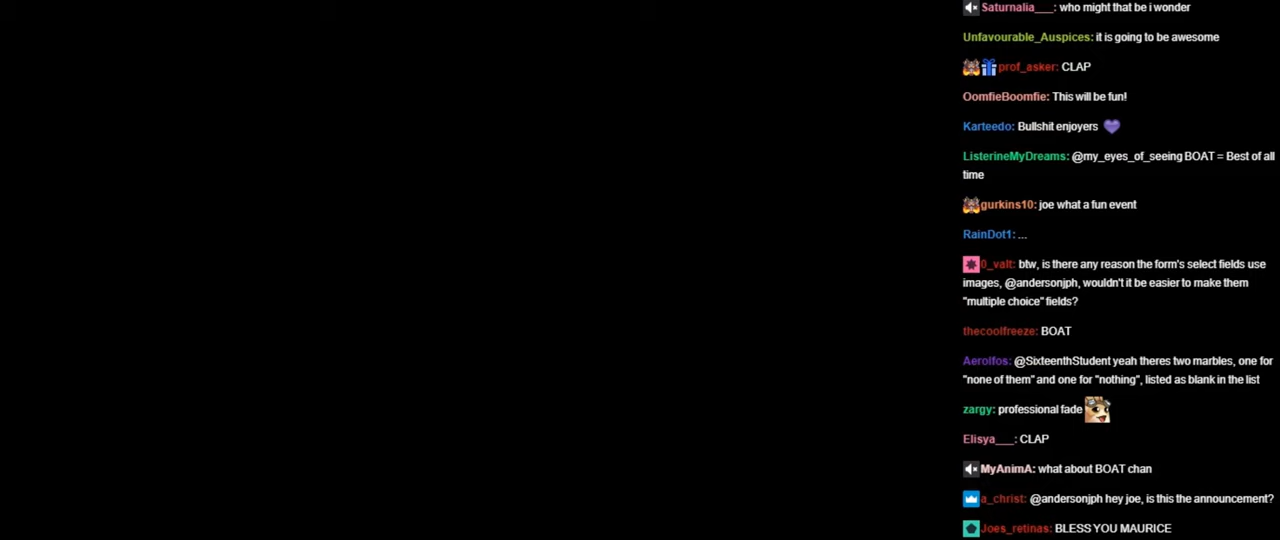 Saturnalia___: who might that be i wonder
Unfavourable_Auspices: it is going to be awesome
prof_asker: CLAP
OomfieBoomfie: This will be fun!
Karteedo: Bullshit enjoyers
ListerineMyDreams: @my_eyes_of_seeing BOAT = Best of all
time
gurkins10: joe what a fun event
RainDot1: ...
0_valt: btw, is there any reason the form's select fields use
images, @andersonjph, wouldn't it be easier to make them
"multiple choice" fields?
thecoolfreeze: BOAT
Aerolfos: @SixteenthStudent yeah theres two marbles, one for
"none of them" and one for "nothing", listed as blank in the list
zargy: professional fade
Elisya___: CLAP
MyAnimA: what about BOAT chan
a_christ: @andersonjph hey joe, is this the announcement?
Joes_retinas: BLESS YOU MAURICE